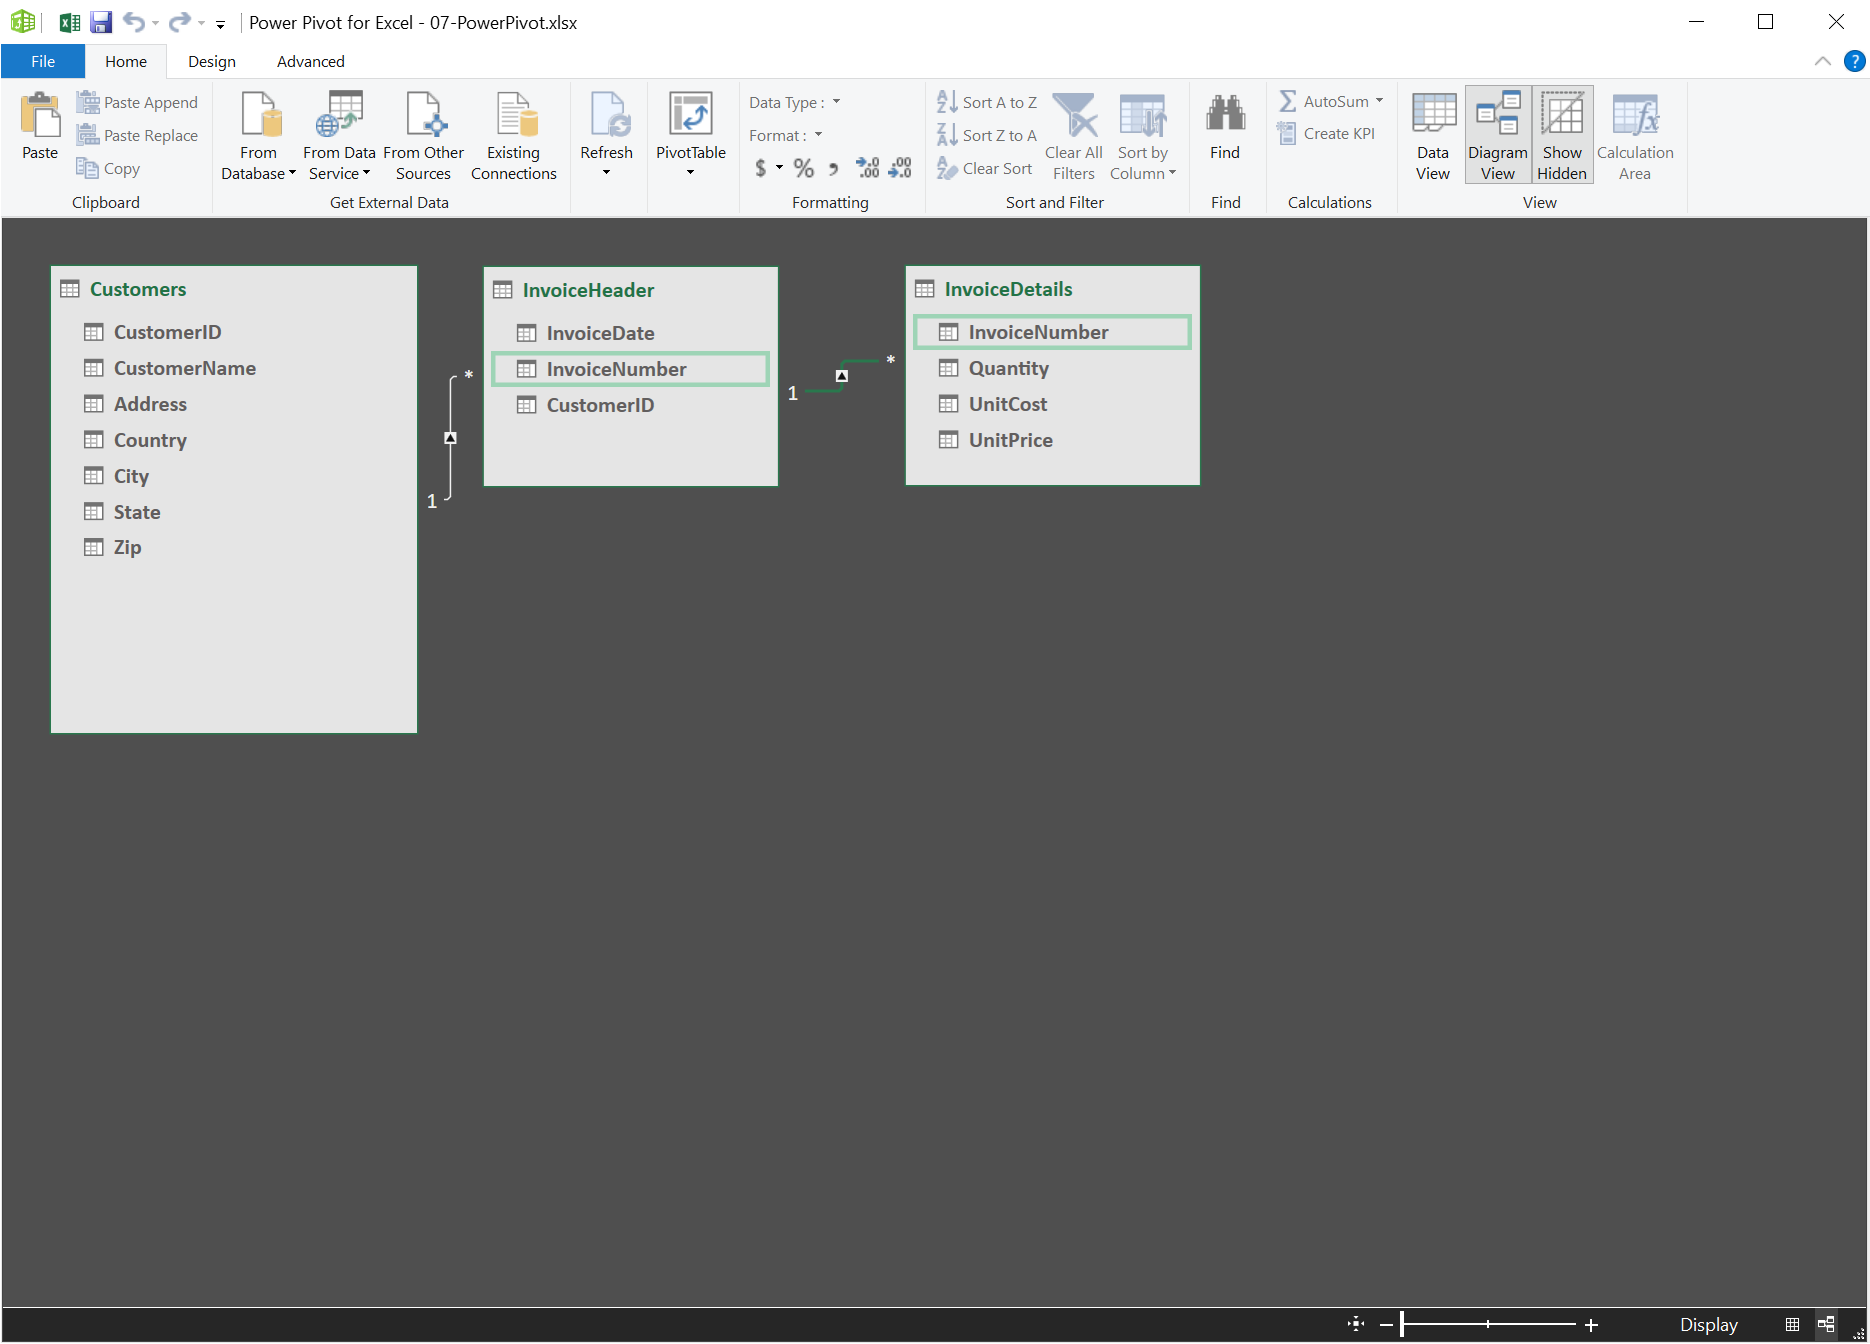 Power Pivot for Excel - 07-PowerPivot.xlsx
File Home Design Advanced ?
Paste
Paste Append
Paste Replace
Copy
Clipboard
From Database
From Data Service
From Other Sources
Existing Connections
Get External Data
Refresh
PivotTable
Data Type :
Format :
$ % , .0 .00 .00 .0
Formatting
Sort A to Z
Sort Z to A
Clear Sort
Clear All Filters
Sort by Column
Sort and Filter
Find
Find
AutoSum
Create KPI
Calculations
Data View
Diagram View
Show Hidden
Calculation Area
View
Customers
CustomerID
CustomerName
Address
Country
City
State
Zip
1
*
InvoiceHeader
InvoiceDate
InvoiceNumber
CustomerID
1
*
InvoiceDetails
InvoiceNumber
Quantity
UnitCost
UnitPrice
Display